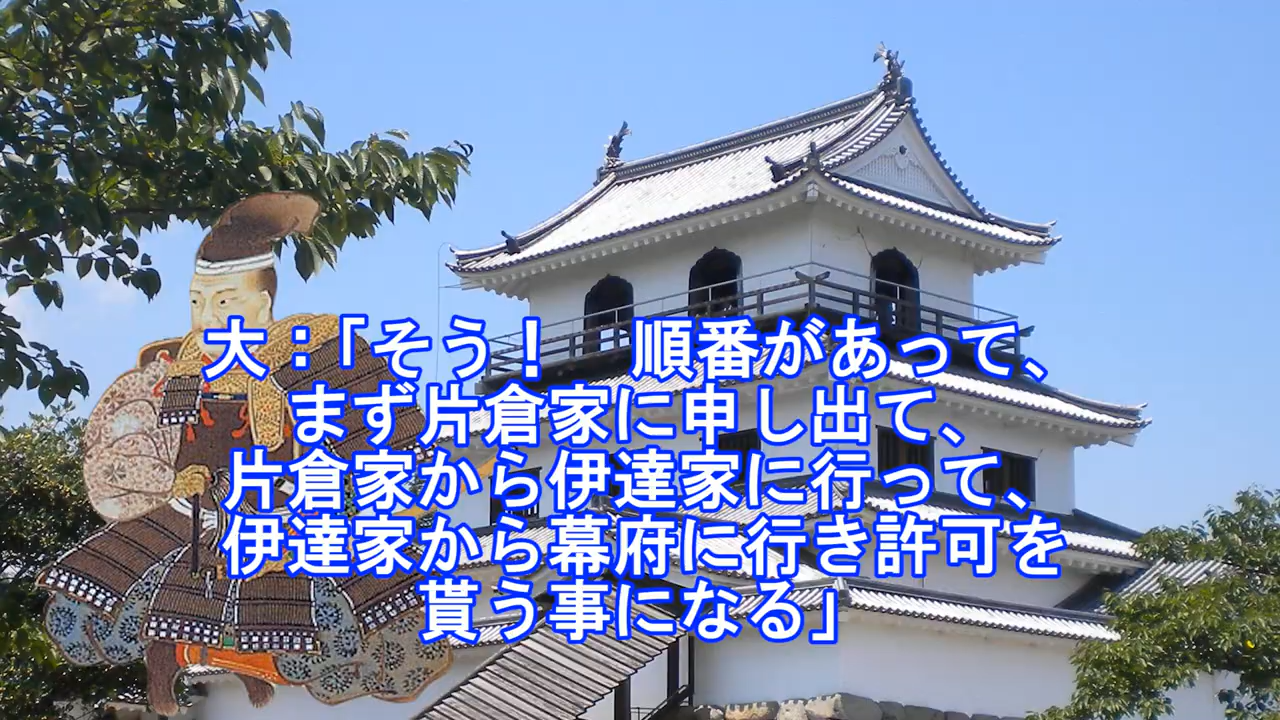 大：「そう！　順番があって、
まず片倉家に申し出て、
片倉家から伊達家に行って、
伊達家から幕府に行き許可を
貰う事になる」